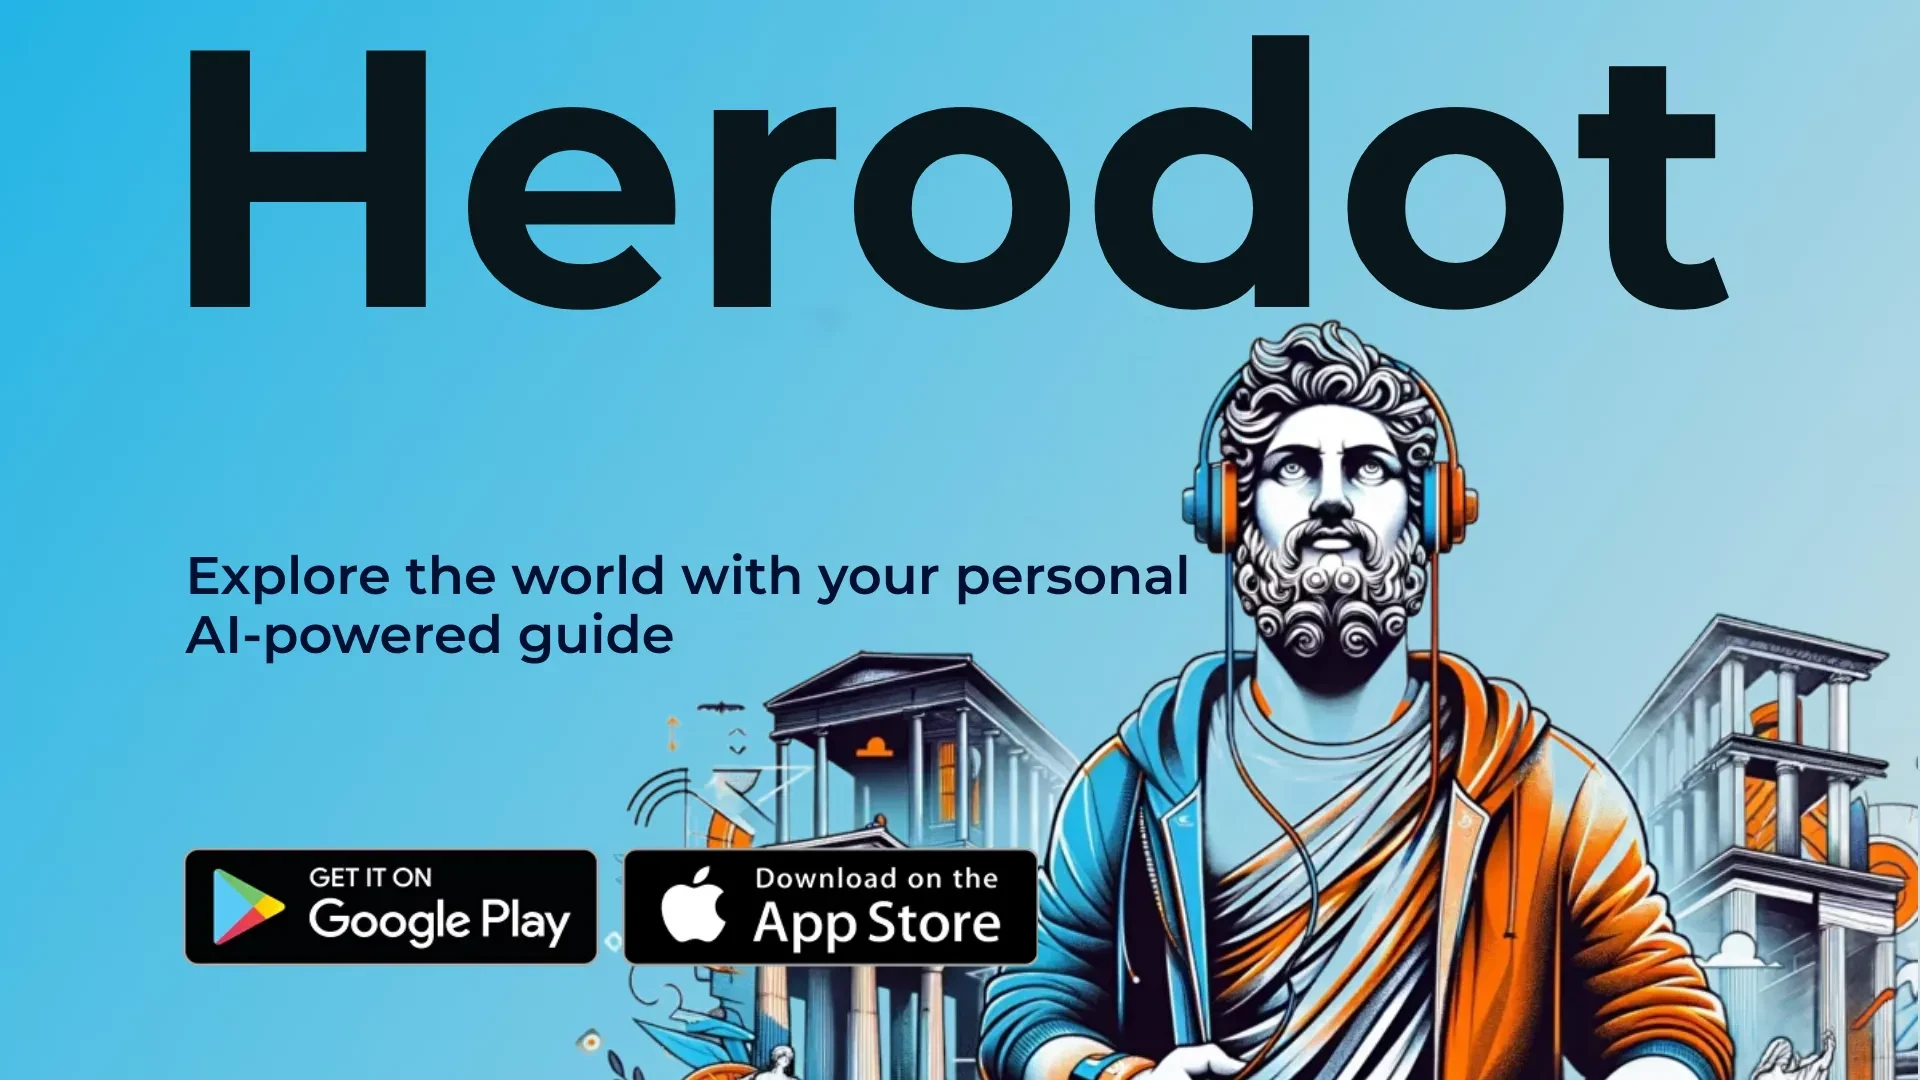 Herodot
Explore the world with your personal
AI-powered guide
GET IT ON
Google Play
Download on the
App Store